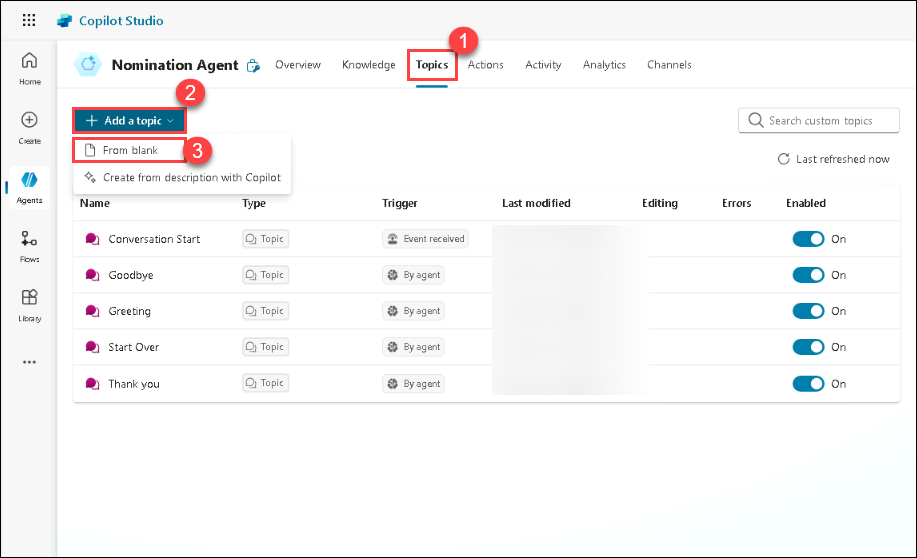 Copilot Studio
1
Nomination Agent Overview Knowledge Topics Actions Activity Analytics Channels
Home
2
+ Add a topic
Search custom topics
Create
From blank 3
Last refreshed now
Create from description with Copilot
Agents
Name Type Trigger Last modified Editing Errors Enabled
Conversation Start Topic Event received On
Flows
Goodbye Topic By agent On
Greeting Topic By agent On
Library
Start Over Topic By agent On
Thank you Topic By agent On